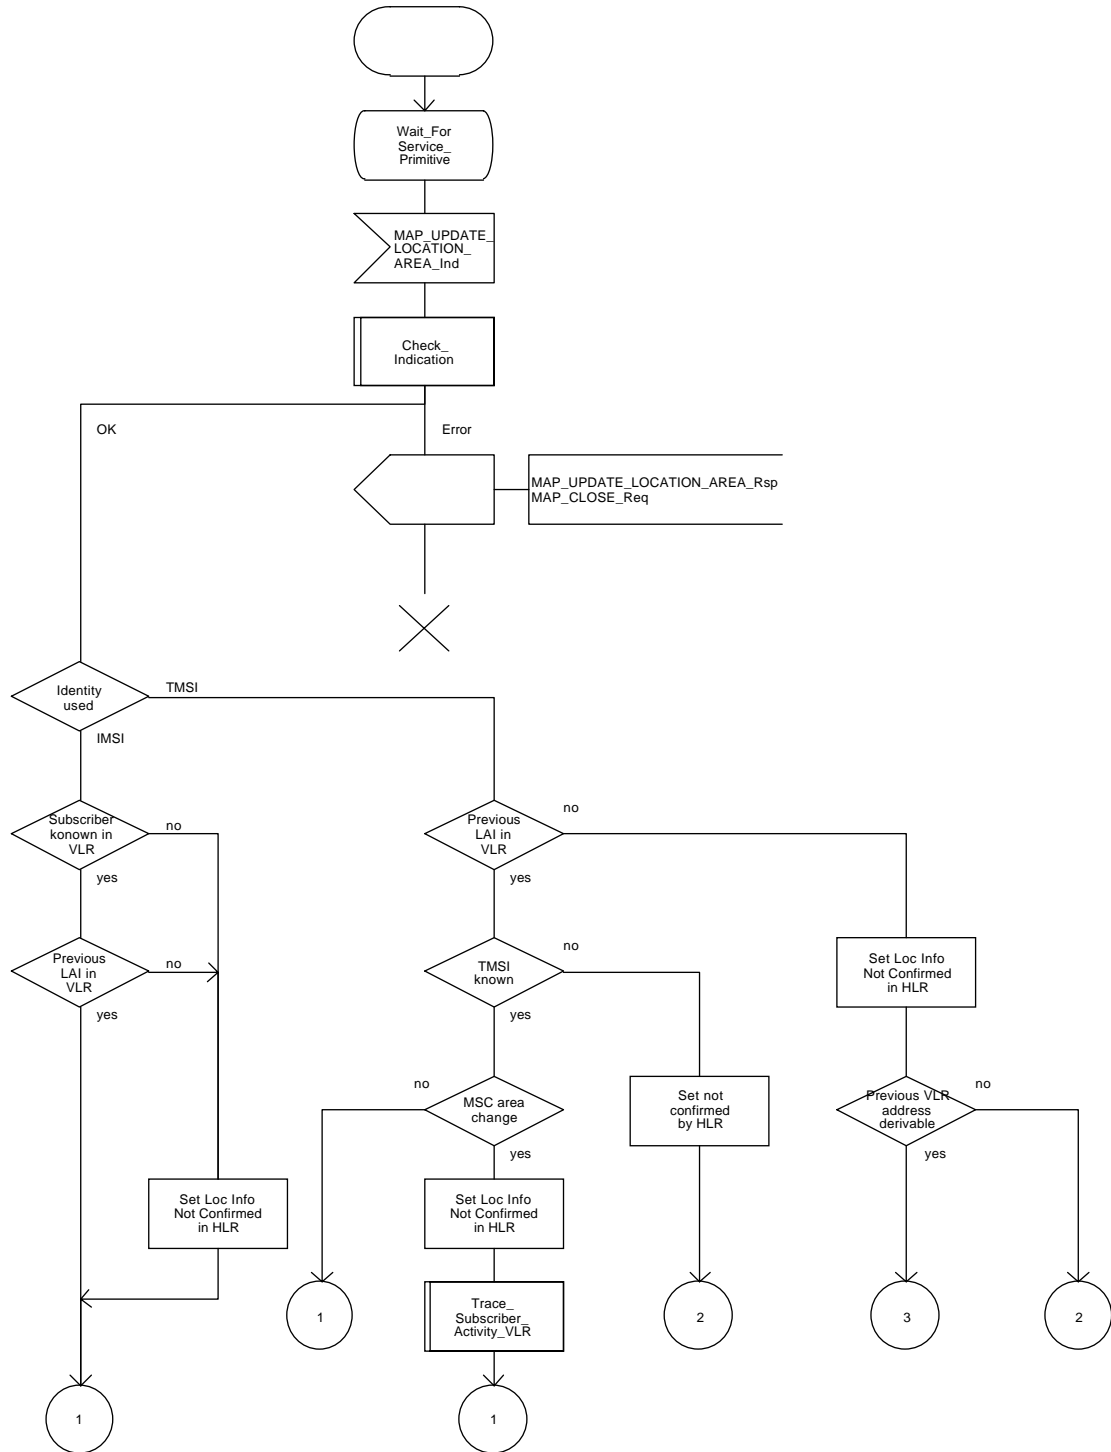 Wait_For
Service_
Primitive
MAP_UPDATE_
LOCATION_
AREA_Ind
Check_
Indication
OK
Error
MAP_UPDATE_LOCATION_AREA_Rsp
MAP_CLOSE_Req
Identity
used
TMSI
IMSI
Subscriber
konown in
VLR
no
yes
Previous
LAI in
VLR
no
yes
Previous
LAI in
VLR
no
yes
TMSI
known
no
yes
Set Loc Info
Not Confirmed
in HLR
MSC area
change
no
yes
Set not
confirmed
by HLR
Previous VLR
address
derivable
no
yes
Set Loc Info
Not Confirmed
in HLR
Set Loc Info
Not Confirmed
in HLR
Trace_
Subscriber_
Activity_VLR
1
2
3
2
1
1